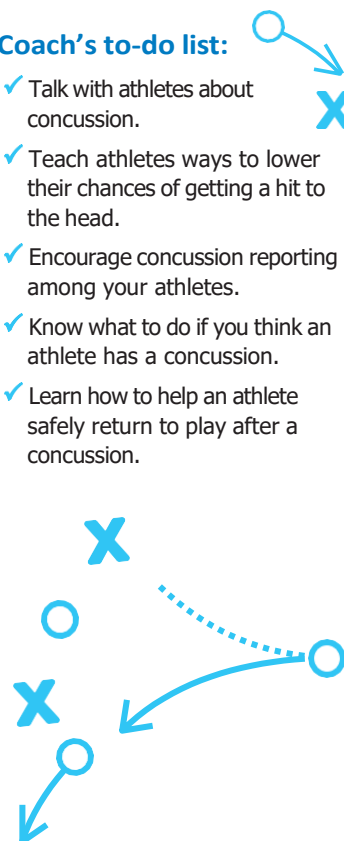 Coach's to-do list:
✓ Talk with athletes about
concussion.
✓ Teach athletes ways to lower
their chances of getting a hit to
the head.
✓ Encourage concussion reporting
among your athletes.
✓ Know what to do if you think an
athlete has a concussion.
✓ Learn how to help an athlete
safely return to play after a
concussion.
X
X
X